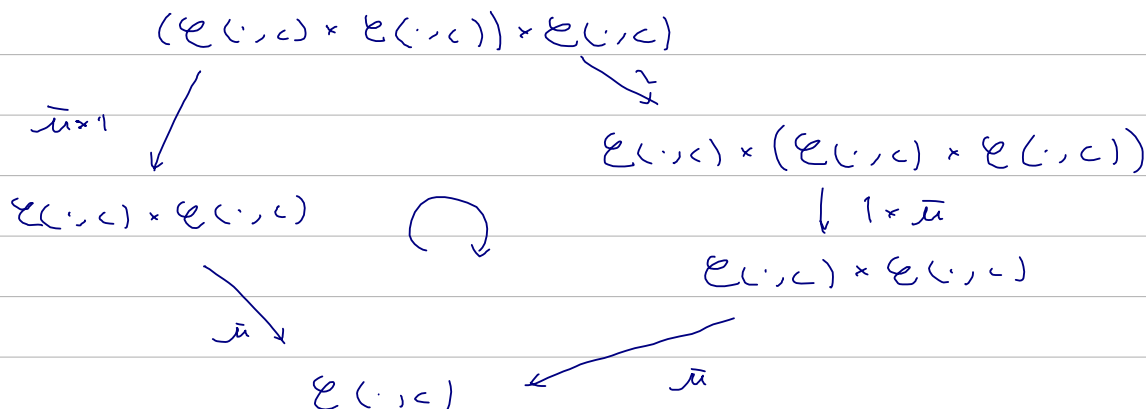 (𝒞(·,c) × 𝒞(·,c)) × 𝒞(·,c)
μ̄×1
~
𝒞(·,c) × (𝒞(·,c) × 𝒞(·,c))
𝒞(·,c) × 𝒞(·,c)
1 × μ̄
𝒞(·,c) × 𝒞(·,c)
μ̄
μ̄
𝒞(·,c)